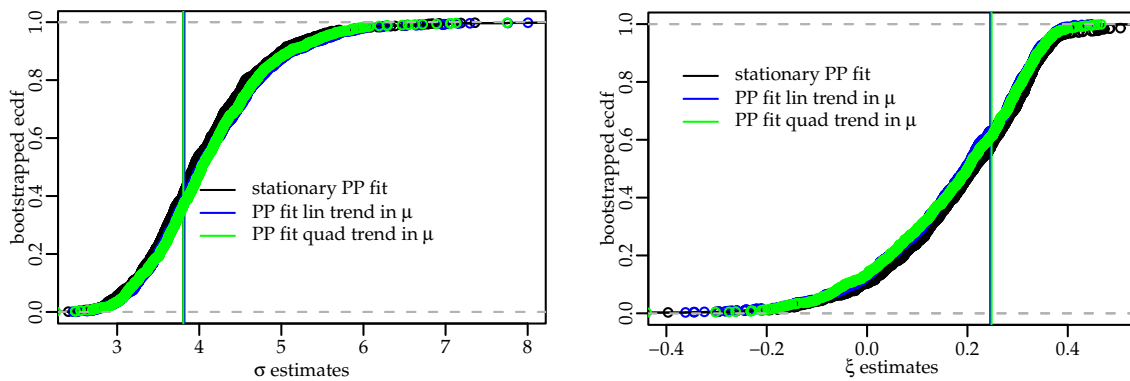 bootstrapped ecdf
0.0
0.2
0.4
0.6
0.8
1.0
stationary PP fit
PP fit lin trend in μ
PP fit quad trend in μ
3
4
5
6
7
8
σ estimates
bootstrapped ecdf
0.0
0.2
0.4
0.6
0.8
1.0
stationary PP fit
PP fit lin trend in μ
PP fit quad trend in μ
−0.4
−0.2
0.0
0.2
0.4
ξ estimates